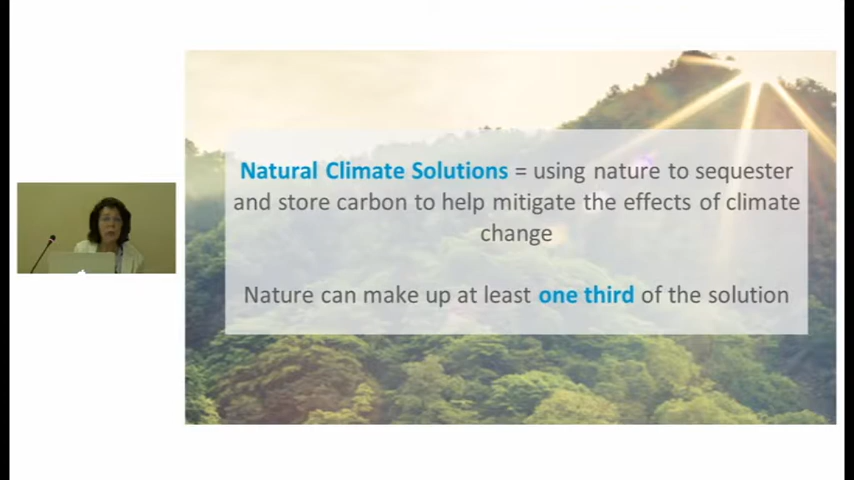 Natural Climate Solutions = using nature to sequester
and store carbon to help mitigate the effects of climate
change
Nature can make up at least one third of the solution